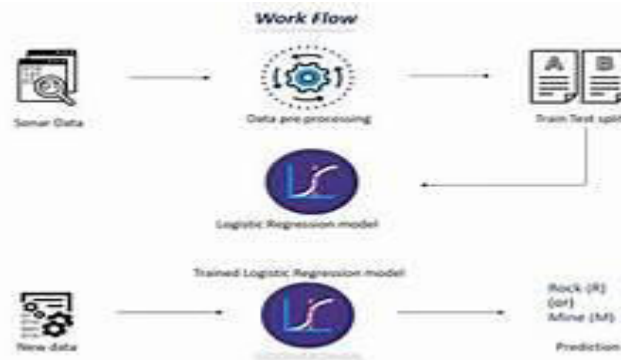 Work Flow
A B
Sonar Data
Data pre processing
Train Test split
Logistic Regression model
Trained Logistic Regression model
Rock (R)
(or)
Mine (M)
New data
Prediction